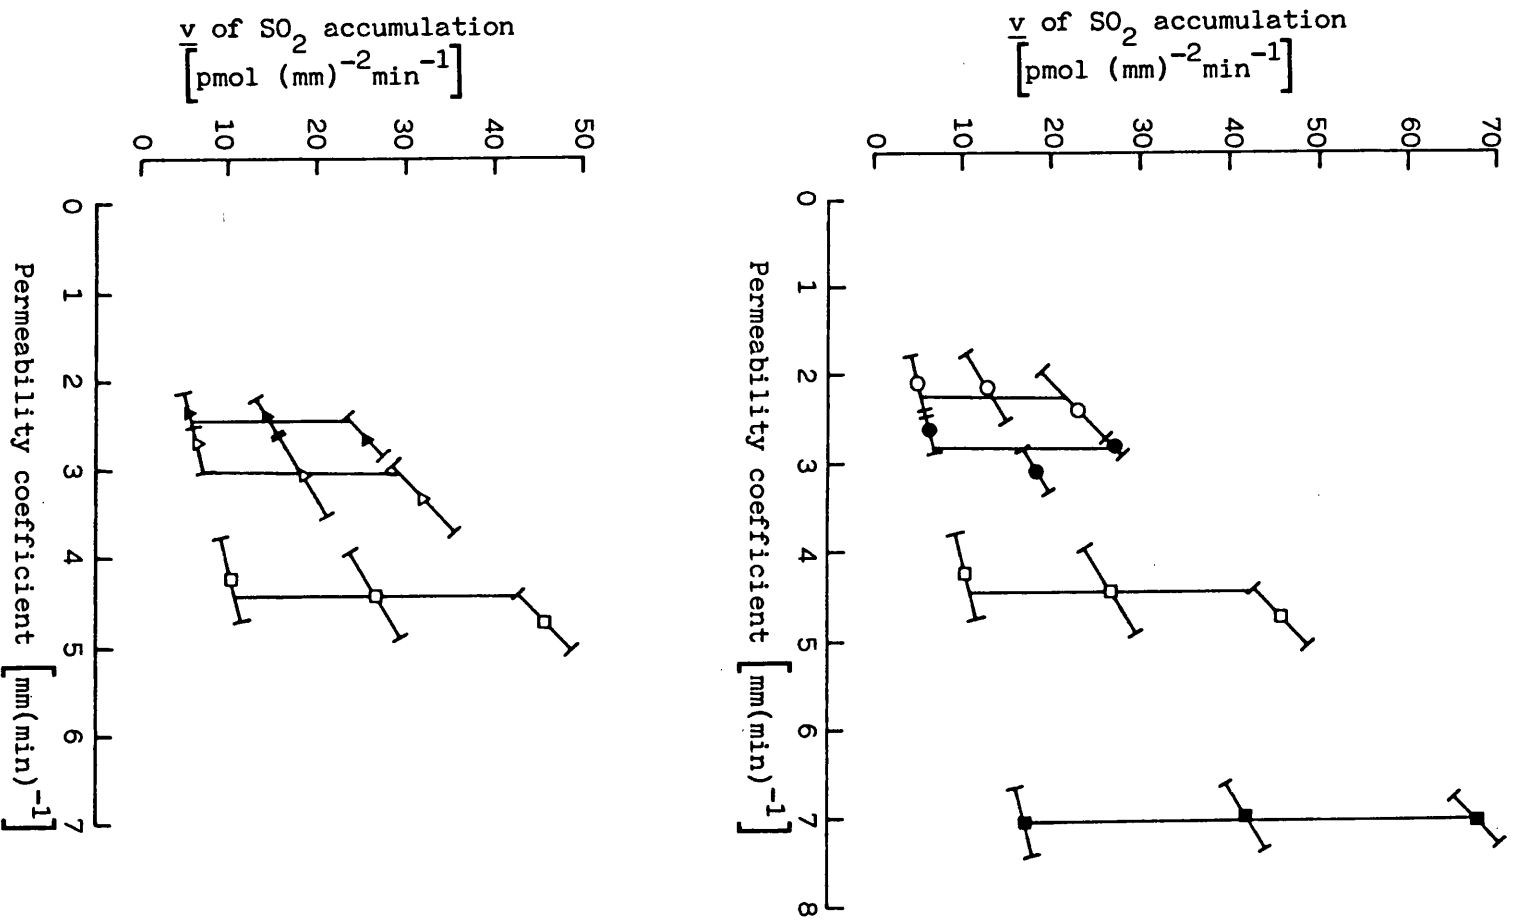 v of SO2 accumulation
[pmol (mm)−2min−1]
0 10 20 30 40 50
0 1 2 3 4 5 6 7
Permeability coefficient [mm(min)−1]
v of SO2 accumulation
[pmol (mm)−2min−1]
0 10 20 30 40 50 60 70
0 1 2 3 4 5 6 7 8
Permeability coefficient [mm(min)−1]